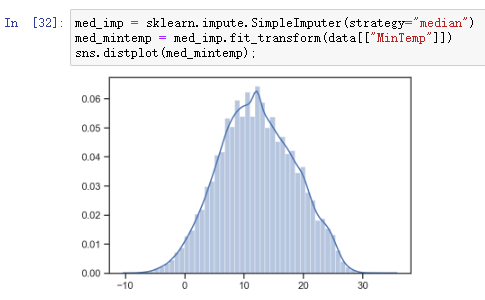 In [32]: med_imp = sklearn.impute.SimpleImputer(strategy="median")
med_mintemp = med_imp.fit_transform(data[["MinTemp"]])
sns.distplot(med_mintemp);
0.06
0.05
0.04
0.03
0.02
0.01
0.00
−10 0 10 20 30